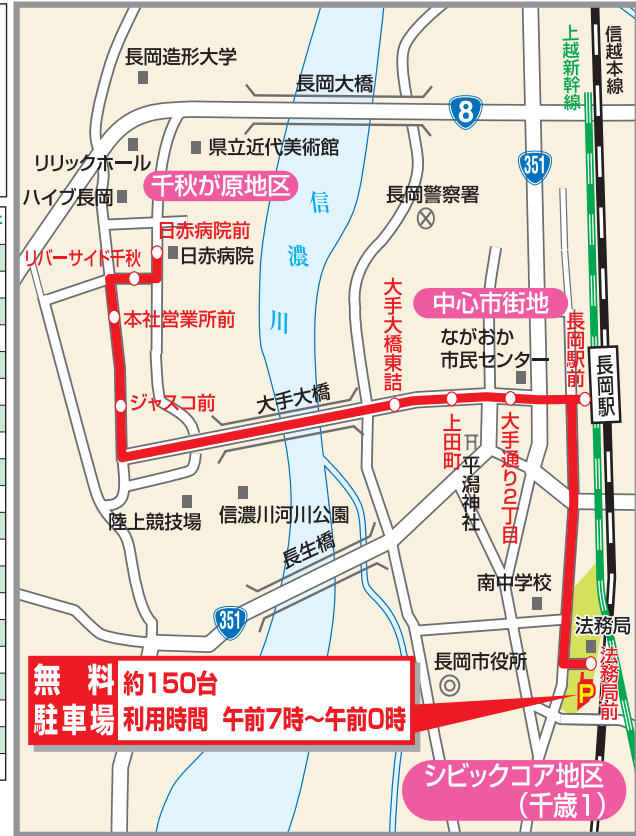 長岡造形大学
長岡大橋
8
上越新幹線
信越本線
351
リリックホール
県立近代美術館
ハイブ長岡
千秋が原地区
信濃川
長岡警察署
日赤病院前
日赤病院
リバーサイド千秋
本社営業所前
大手大橋東詰
中心市街地
ながおか
市民センター
長岡駅前
長岡駅
ジャスコ前
大手大橋
上田町
平潟神社
大手通り2丁目
陸上競技場
信濃川河川公園
長生橋
351
南中学校
法務局
法務局前
長岡市役所
P
無料
駐車場
約150台
利用時間 午前7時～午前0時
シビックコア地区
(千歳1)